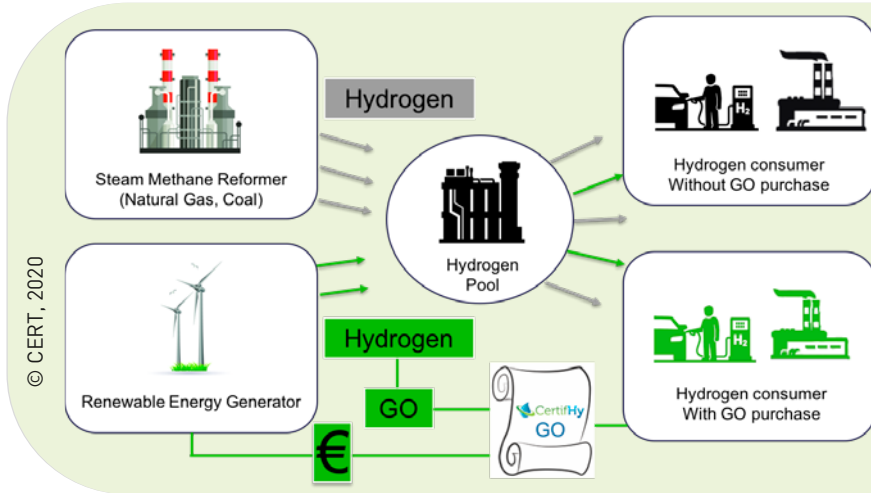 © CERT, 2020
Steam Methane Reformer
(Natural Gas, Coal)
Hydrogen
Hydrogen
Pool
H2
Hydrogen consumer
Without GO purchase
Renewable Energy Generator
Hydrogen
GO
€
CertifHy
GO
H2
Hydrogen consumer
With GO purchase